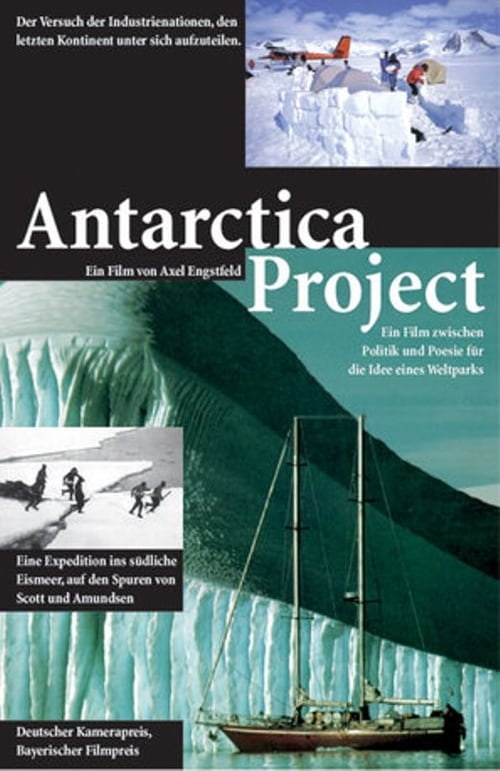 Der Versuch der Industrienationen, den
letzten Kontinent unter sich aufzuteilen.
Antarctica
Ein Film von Axel Engstfeld
Project
Ein Film zwischen
Politik und Poesie für
die Idee eines Weltparks
Eine Expedition ins südliche
Eismeer, auf den Spuren von
Scott und Amundsen
Deutscher Kamerapreis,
Bayerischer Filmpreis